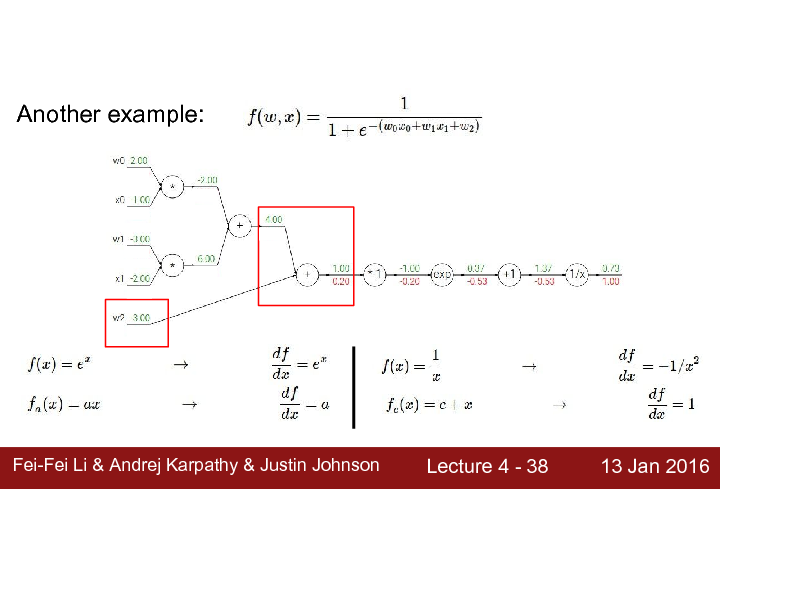 Another example: f(w, x) = 1 / (1 + e^−(w₀x₀+w₁x₁+w₂))
w0 2.00
* -2.00
x0 -1.00
+ 4.00
w1 -3.00
* 6.00
x1 -2.00
+ 1.00 0.20 *-1 -1.00 -0.20 exp 0.37 -0.53 +1 1.37 -0.53 1/x 0.73 1.00
w2 -3.00
f(x) = eˣ → df/dx = eˣ
f(x) = 1/x → df/dx = −1/x²
fₐ(x) = ax → df/dx = a
f_c(x) = c + x → df/dx = 1
Fei-Fei Li & Andrej Karpathy & Justin Johnson Lecture 4 - 38 13 Jan 2016